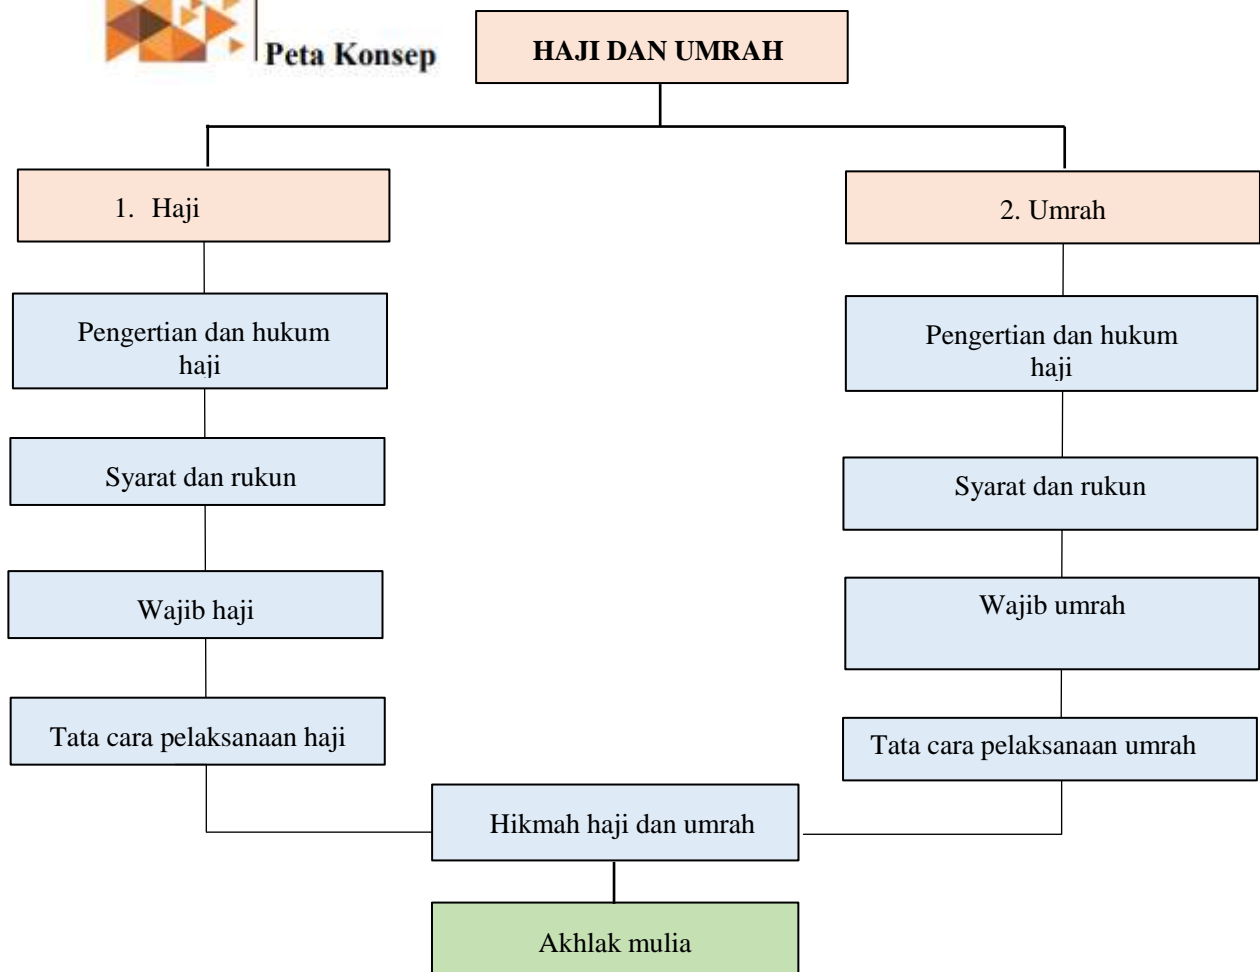 Peta Konsep
HAJI DAN UMRAH
1. Haji
2. Umrah
Pengertian dan hukum
haji
Pengertian dan hukum
haji
Syarat dan rukun
Syarat dan rukun
Wajib haji
Wajib umrah
Tata cara pelaksanaan haji
Tata cara pelaksanaan umrah
Hikmah haji dan umrah
Akhlak mulia